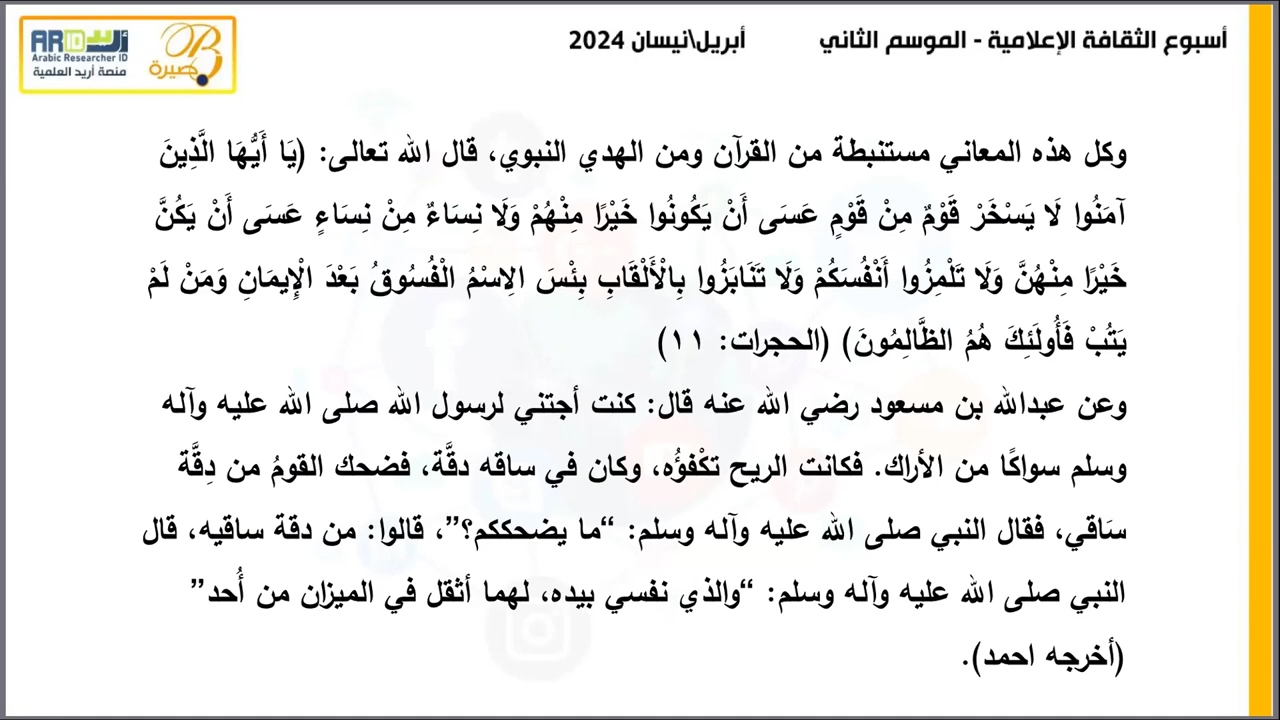 أسبوع الثقافة الإعلامية - الموسم الثاني أبريل\نيسان 2024
ARID
أريد
Arabic Researcher ID
منصة أريد العلمية
B
بصيرة
وكل هذه المعاني مستنبطة من القرآن ومن الهدي النبوي، قال الله تعالى: (يَا أَيُّهَا الَّذِينَ
آمَنُوا لَا يَسْخَرْ قَوْمٌ مِنْ قَوْمٍ عَسَى أَنْ يَكُونُوا خَيْرًا مِنْهُمْ وَلَا نِسَاءٌ مِنْ نِسَاءٍ عَسَى أَنْ يَكُنَّ
خَيْرًا مِنْهُنَّ وَلَا تَلْمِزُوا أَنْفُسَكُمْ وَلَا تَنَابَزُوا بِالْأَلْقَابِ بِئْسَ الِاسْمُ الْفُسُوقُ بَعْدَ الْإِيمَانِ وَمَنْ لَمْ
يَتُبْ فَأُولَئِكَ هُمُ الظَّالِمُونَ) (الحجرات: ١١)
وعن عبدالله بن مسعود رضي الله عنه قال: كنت أجتني لرسول الله صلى الله عليه وآله
وسلم سواكًا من الأراك. فكانت الريح تكْفؤُه، وكان في ساقه دقَّة، فضحك القومُ من دِقَّة
سَاقي، فقال النبي صلى الله عليه وآله وسلم: “ما يضحككم؟”، قالوا: من دقة ساقيه، قال
النبي صلى الله عليه وآله وسلم: “والذي نفسي بيده، لهما أثقل في الميزان من أُحد”
(أخرجه احمد).